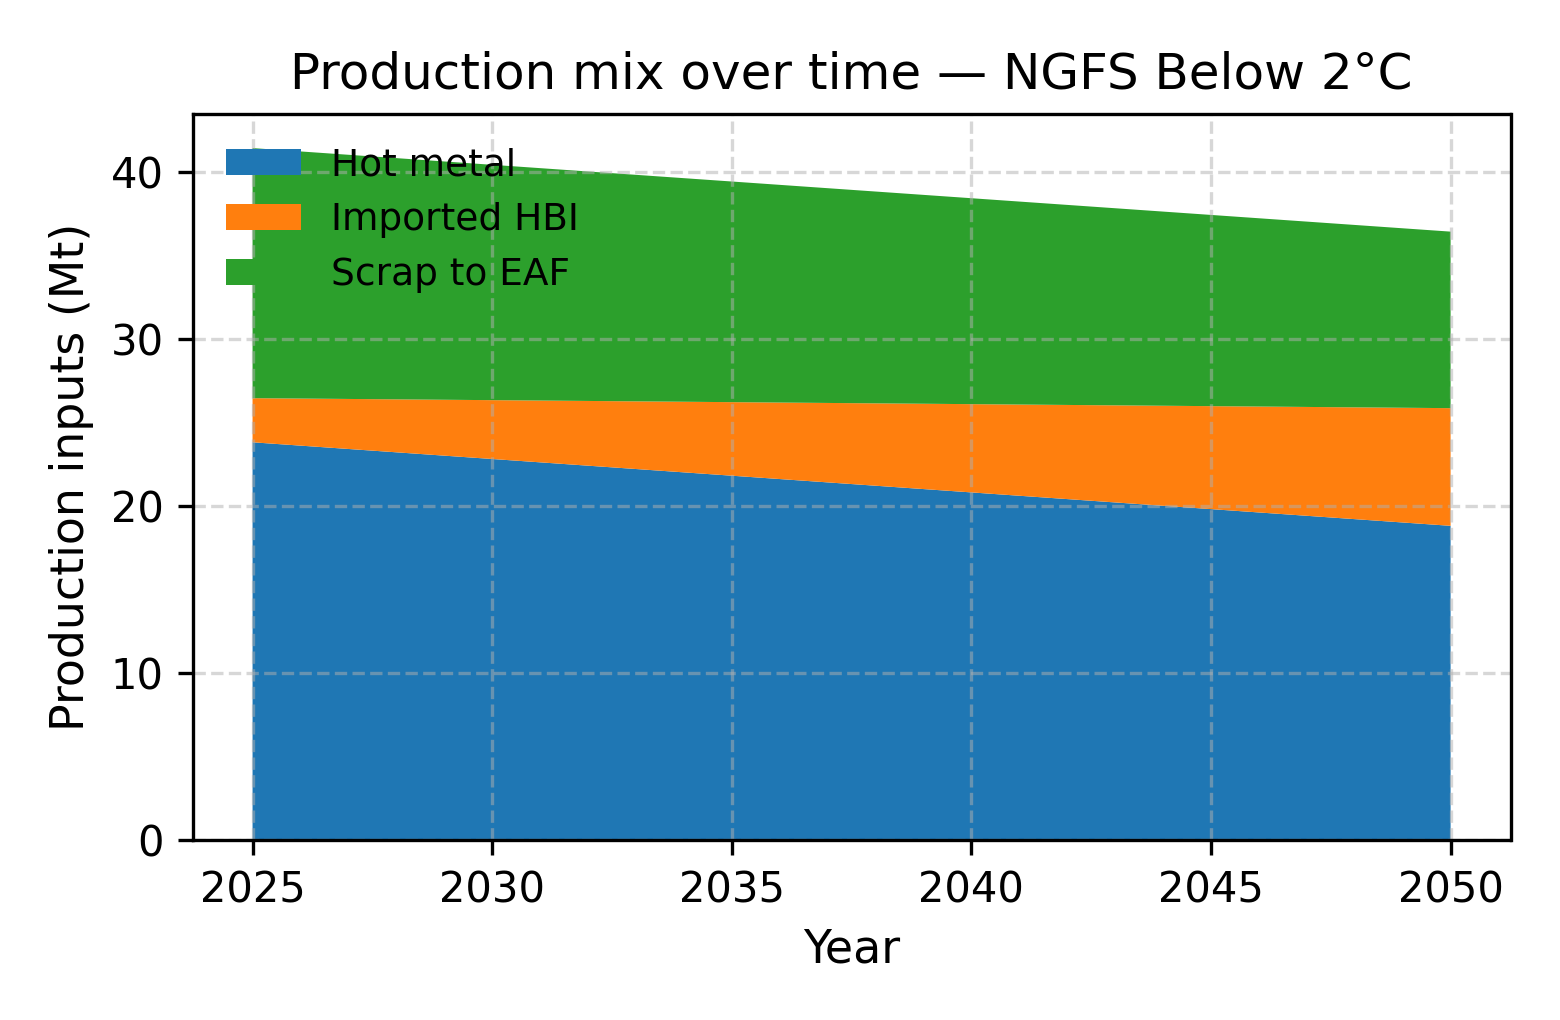 Production mix over time — NGFS Below 2°C
Production inputs (Mt)
40
30
20
10
0
Hot metal
Imported HBI
Scrap to EAF
2025 2030 2035 2040 2045 2050
Year